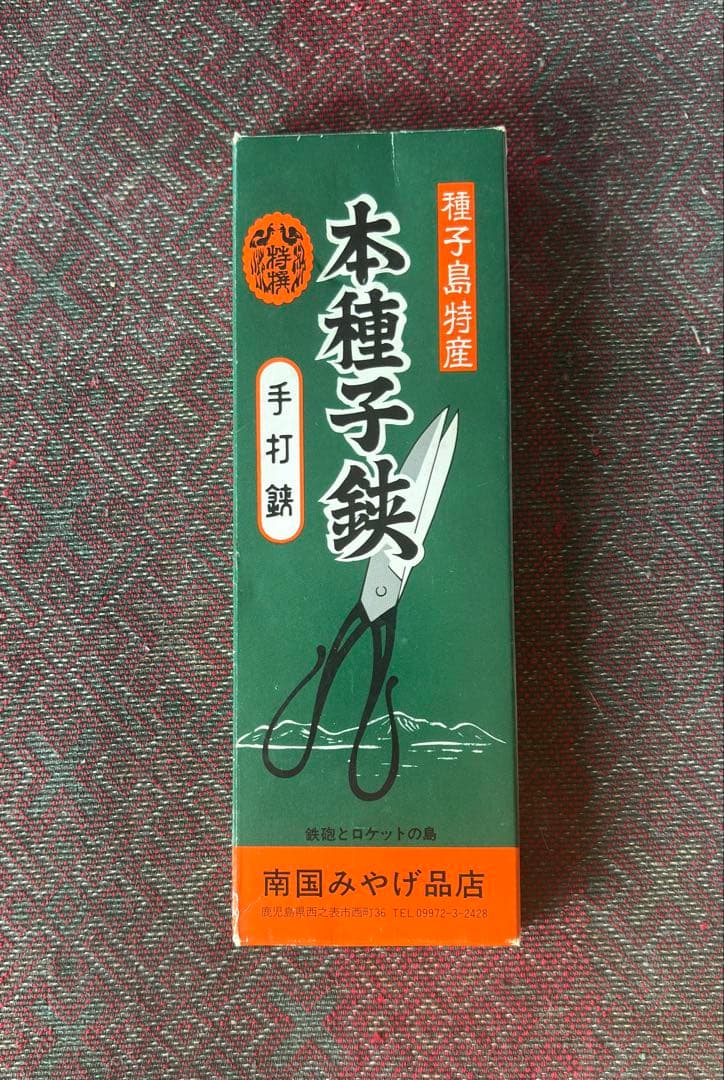 種子島特産
本種子鋏
特撰
手打鋏
鉄砲とロケットの島
南国みやげ品店
鹿児島県西之表市西町36 TEL.09972-3-2428